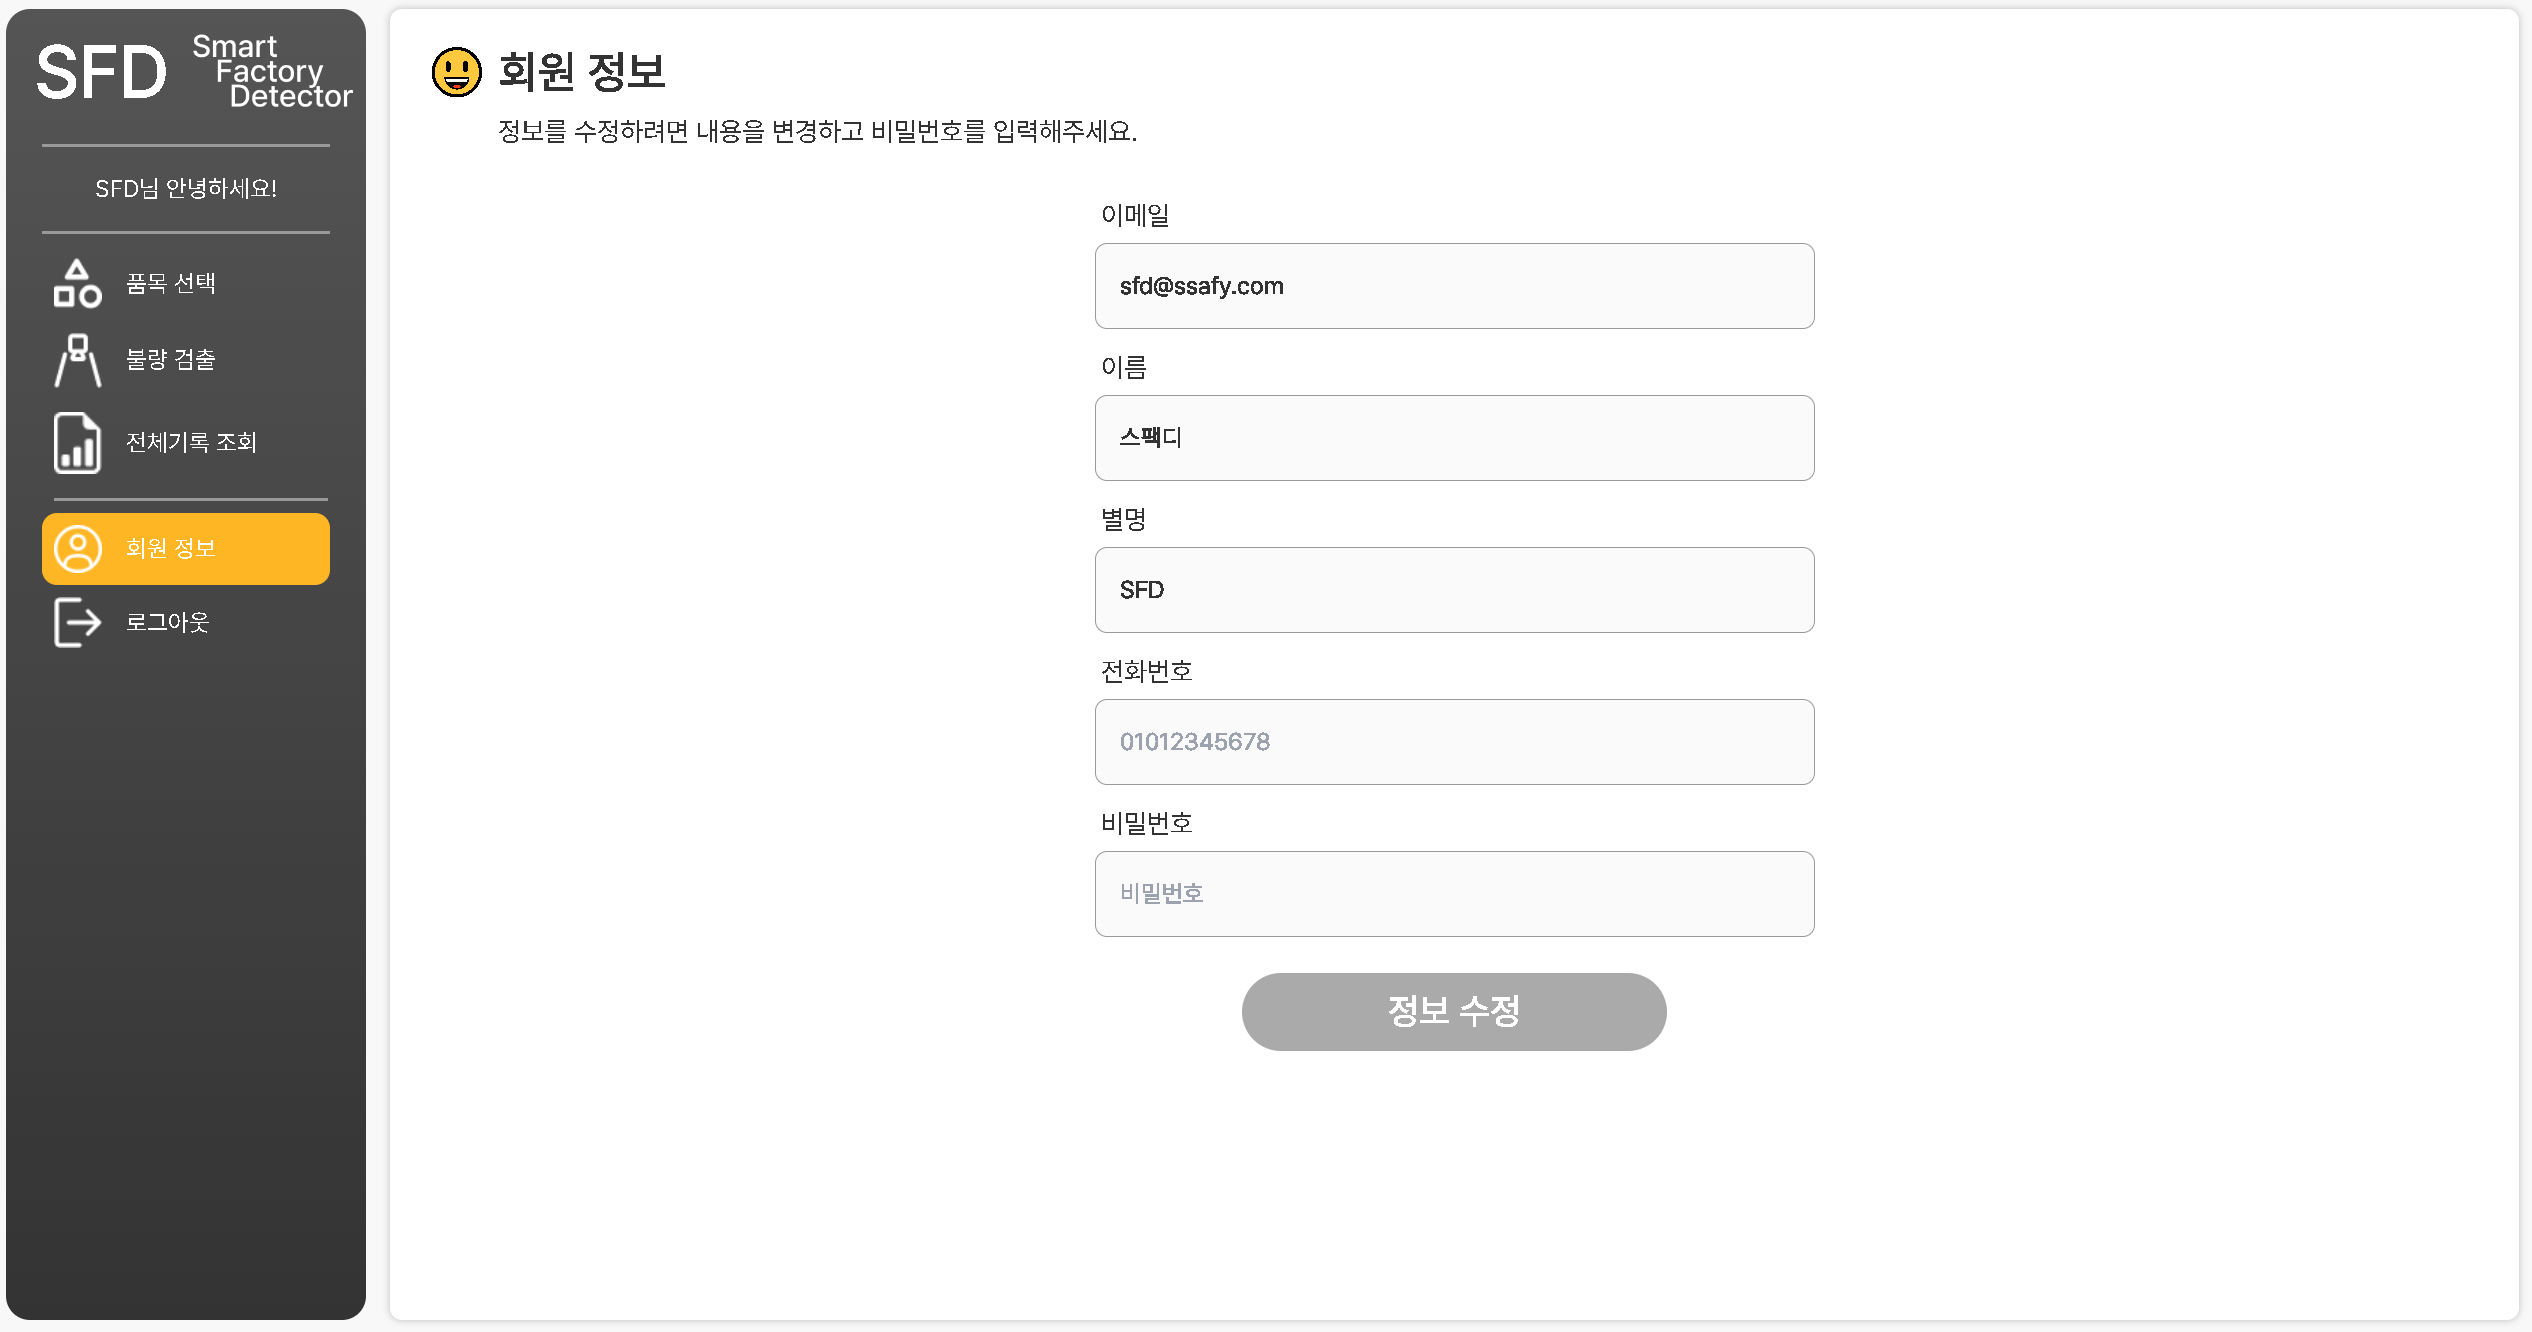 SFD
Smart
Factory
Detector
SFD님 안녕하세요!
품목 선택
불량 검출
전체기록 조회
회원 정보
로그아웃
회원 정보
정보를 수정하려면 내용을 변경하고 비밀번호를 입력해주세요.
이메일
sfd@ssafy.com
이름
스팩디
별명
SFD
전화번호
01012345678
비밀번호
비밀번호
정보 수정